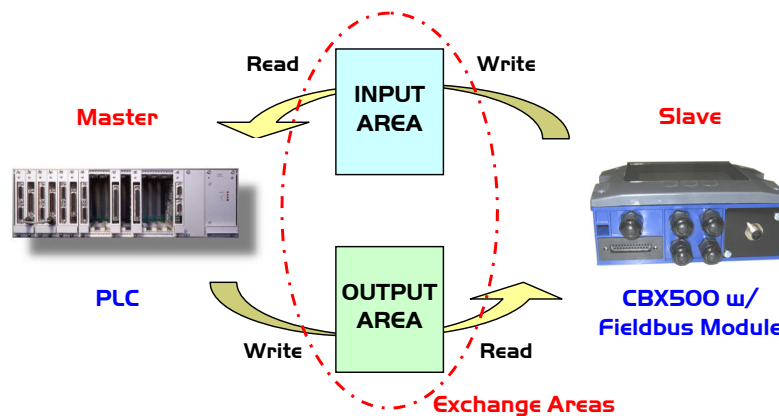 Read
Write
INPUT
AREA
Master
Slave
PLC
CBX500 w/
Fieldbus Module
OUTPUT
AREA
Write
Read
Exchange Areas